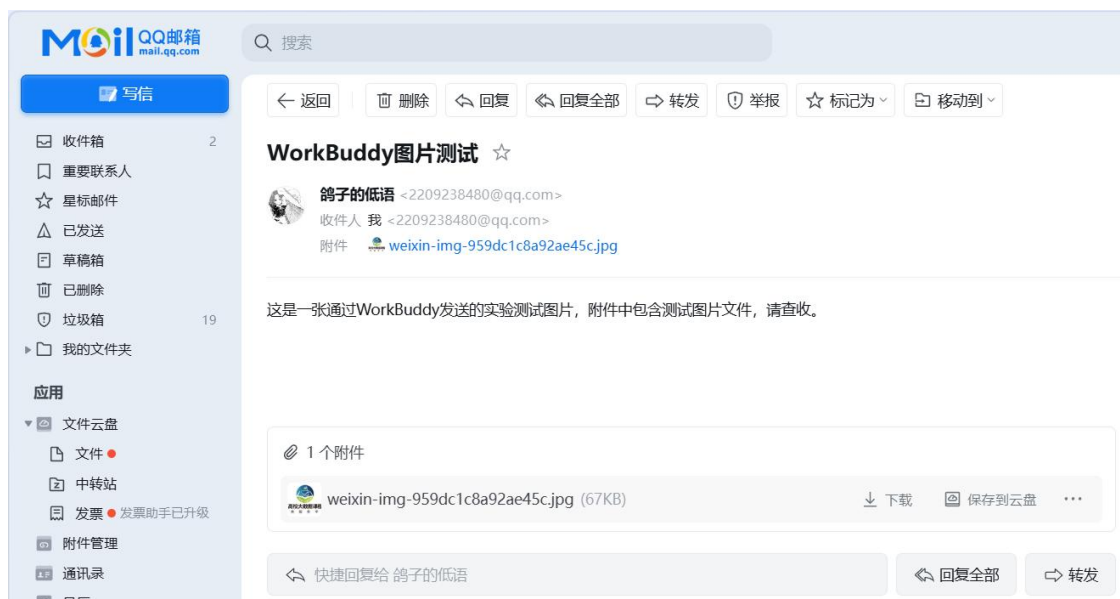 Mail QQ邮箱
mail.qq.com
搜索
写信
返回 删除 回复 回复全部 转发 举报 标记为 移动到
收件箱 2
重要联系人
星标邮件
已发送
草稿箱
已删除
垃圾箱 19
我的文件夹
应用
文件云盘
文件
中转站
发票 发票助手已升级
附件管理
通讯录
WorkBuddy图片测试
鸽子的低语 <2209238480@qq.com>
收件人 我 <2209238480@qq.com>
附件 weixin-img-959dc1c8a92ae45c.jpg
这是一张通过WorkBuddy发送的实验测试图片，附件中包含测试图片文件，请查收。
1 个附件
weixin-img-959dc1c8a92ae45c.jpg (67KB) 下载 保存到云盘 ···
快捷回复给 鸽子的低语 回复全部 转发